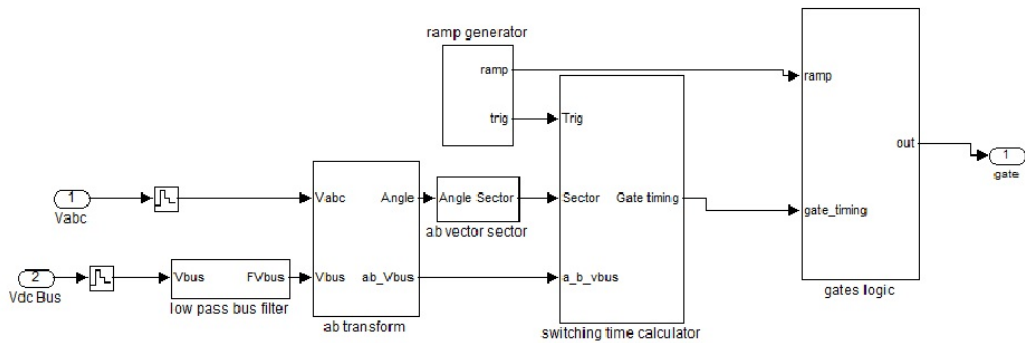 ramp generator
ramp
trig
ramp
gate_timing
out
gates logic
1
gate
Trig
Sector
a_b_vbus
Gate timing
switching time calculator
1
Vabc
Vabc
Vbus
Angle
ab_Vbus
ab transform
Angle Sector
ab vector sector
2
Vdc Bus
Vbus
FVbus
low pass bus filter